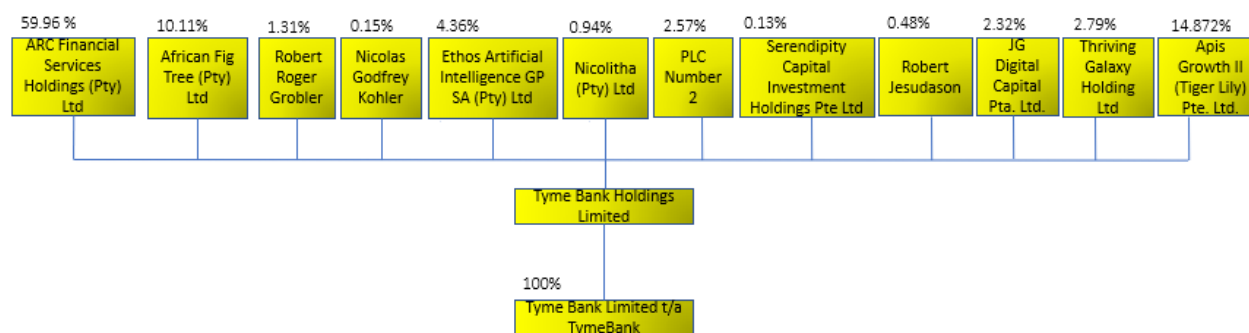 59.96 %
10.11%
1.31%
0.15%
4.36%
0.94%
2.57%
0.13%
0.48%
2.32%
2.79%
14.872%
ARC Financial
Services
Holdings (Pty)
Ltd
African Fig
Tree (Pty)
Ltd
Robert
Roger
Grobler
Nicolas
Godfrey
Kohler
Ethos Artificial
Intelligence GP
SA (Pty) Ltd
Nicolitha
(Pty) Ltd
PLC
Number
2
Serendipity
Capital
Investment
Holdings Pte Ltd
Robert
Jesudason
JG
Digital
Capital
Pta. Ltd.
Thriving
Galaxy
Holding
Ltd
Apis
Growth II
(Tiger Lily)
Pte. Ltd.
Tyme Bank Holdings
Limited
100%
Tyme Bank Limited t/a
TymeBank